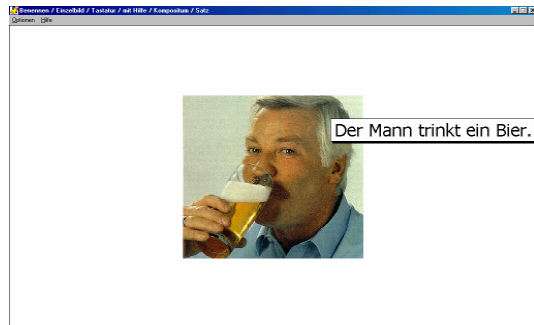 Benennen / Einzelbild / Tastatur / mit Hilfe / Kompositum / Satz
Optionen Hilfe
Der Mann trinkt ein Bier.